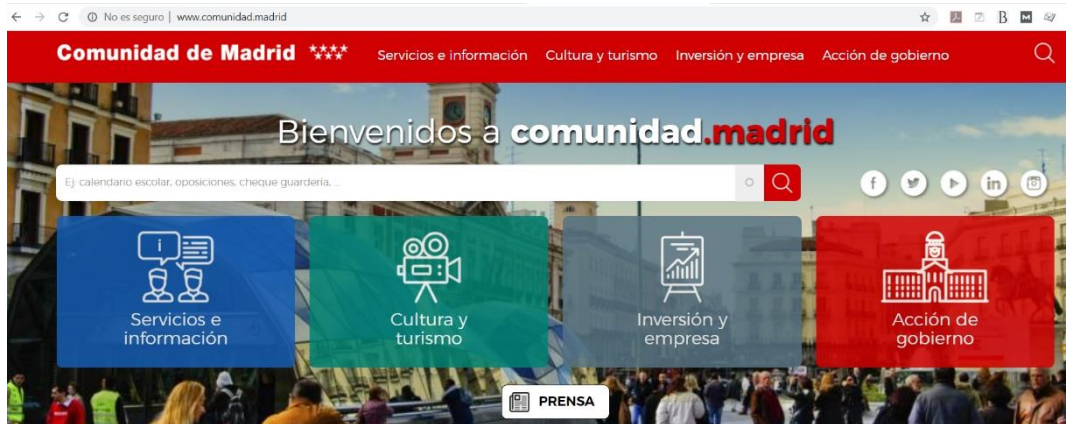 No es seguro | www.comunidad.madrid
Comunidad de Madrid Servicios e información Cultura y turismo Inversión y empresa Acción de gobierno
Bienvenidos a comunidad.madrid
Ej: calendario escolar, oposiciones, cheque guardería, ...
Servicios e
información
Cultura y
turismo
Inversión y
empresa
Acción de
gobierno
PRENSA